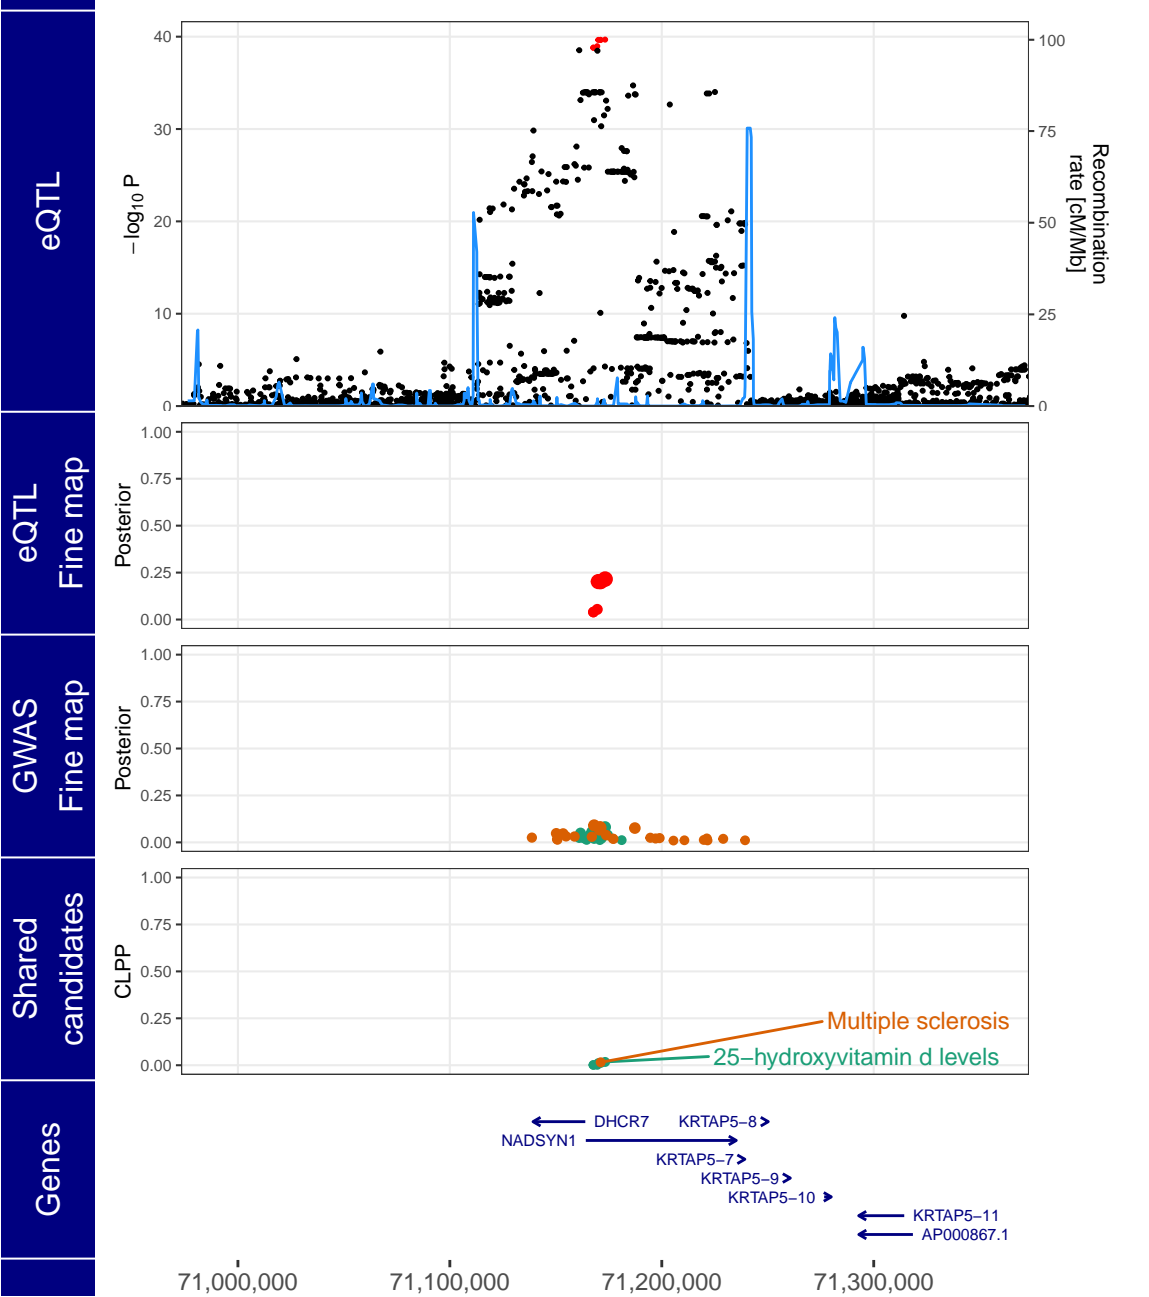 eQTL
−log10 P
40
30
20
10
0
100
75
50
25
0
Recombination
rate [cM/Mb]
eQTL
Fine map
Posterior
1.00
0.75
0.50
0.25
0.00
GWAS
Fine map
Posterior
1.00
0.75
0.50
0.25
0.00
Shared
candidates
CLPP
1.00
0.75
0.50
0.25
0.00
Multiple sclerosis
25−hydroxyvitamin d levels
Genes
DHCR7
KRTAP5−8
NADSYN1
KRTAP5−7
KRTAP5−9
KRTAP5−10
KRTAP5−11
AP000867.1
71,000,000
71,100,000
71,200,000
71,300,000